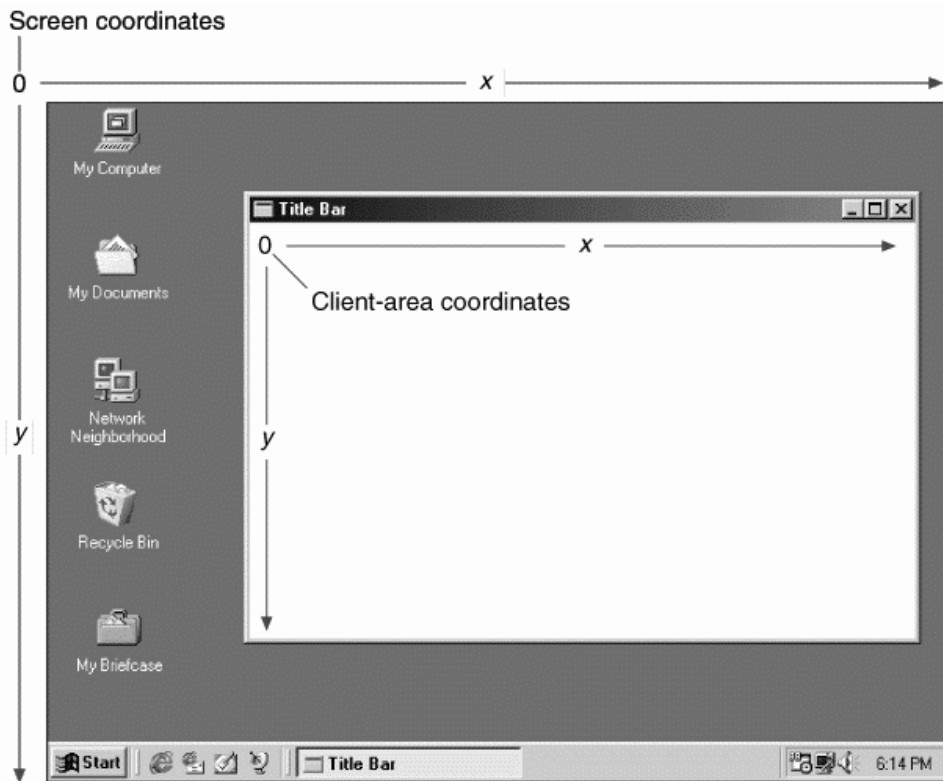 Screen coordinates
0 x
My Computer
Title Bar
0 x
My Documents
Client-area coordinates
Network
Neighborhood
y
y
Recycle Bin
My Briefcase
Start
Title Bar
6:14 PM